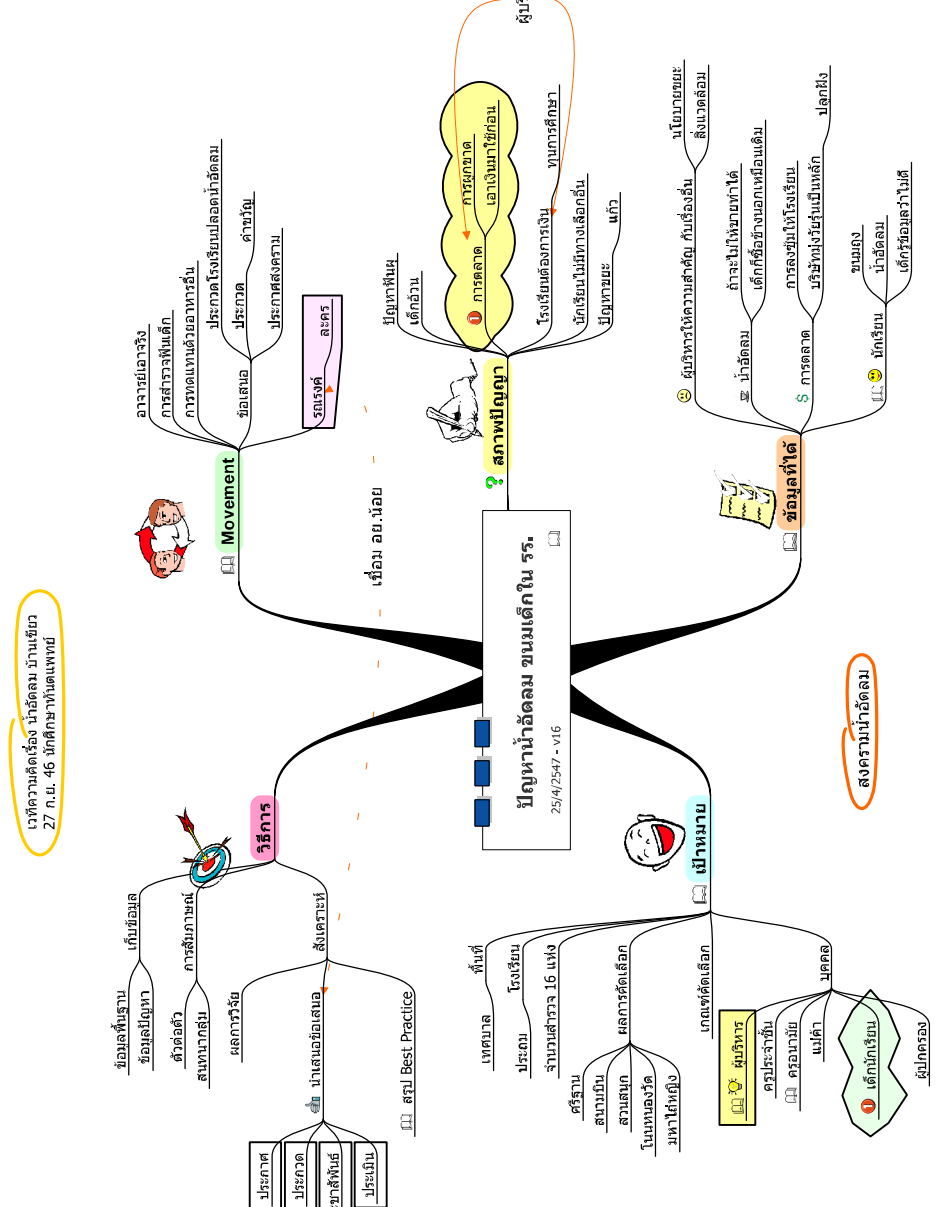 เวทีความคิดเรื่อง น้ำอัดลม บ้านเขียว
27 ก.ย. 46 นักศึกษาทันตแพทย์
ปัญหาน้ำอัดลม ขนมเด็กใน รร.
25/4/2547 - v16
วิธีการ
เก็บข้อมูล
ข้อมูลพื้นฐาน
ข้อมูลปัญหา
การสัมภาษณ์
ตัวต่อตัว
สนทนากลุ่ม
สังเคราะห์
ผลการวิจัย
นำเสนอข้อเสนอ
ประกาศ
ประกวด
ประเมิน
สรุป Best Practice
เชื่อม อย.น้อย
Movement
อาจารย์เอาจริง
การสำรวจฟันเด็ก
การทดแทนด้วยอาหารอื่น
ข้อเสนอ
ประกวดโรงเรียนปลอดน้ำอัดลม
ประกวด
คำขวัญ
ประกาศสงคราม
รณรงค์
ละคร
สภาพปัญญา
ปัญหาฟันผุ
เด็กอ้วน
การตลาด
การผูกขาด
เอาเงินมาใช้ก่อน
โรงเรียนต้องการเงิน
ทุนการศึกษา
นักเรียนไม่มีทางเลือกอื่น
ปัญหาขยะ
แก้ว
ข้อมูลที่ได้
ผู้บริหารให้ความสำคัญ กับเรื่องอื่น
นโยบายขยะ
สิ่งแวดล้อม
น้ำอัดลม
ถ้าจะไม่ให้ขายทำได้
เด็กก็ซื้อข้างนอกเหมือนเดิม
การตลาด
การลงซุ้มให้โรงเรียน
บริษัทมุ่งวัยรุ่นเป็นหลัก
ปลูกฝัง
นักเรียน
ขนมถุง
น้ำอัดลม
เด็กรู้ข้อมูลว่าไม่ดี
เป้าหมาย
พื้นที่
เทศบาล
โรงเรียน
ประถม
จำนวนสำรวจ 16 แห่ง
ผลการคัดเลือก
ศรีฐาน
สนามบิน
สวนสนุก
โนนหนองวัด
มหาไถ่หญิง
เกณฑ์คัดเลือก
บุคคล
ผู้บริหาร
ครูประจำชั้น
ครูอนามัย
แม่ค้า
เด็กนักเรียน
ผู้ปกครอง
สงครามน้ำอัดลม